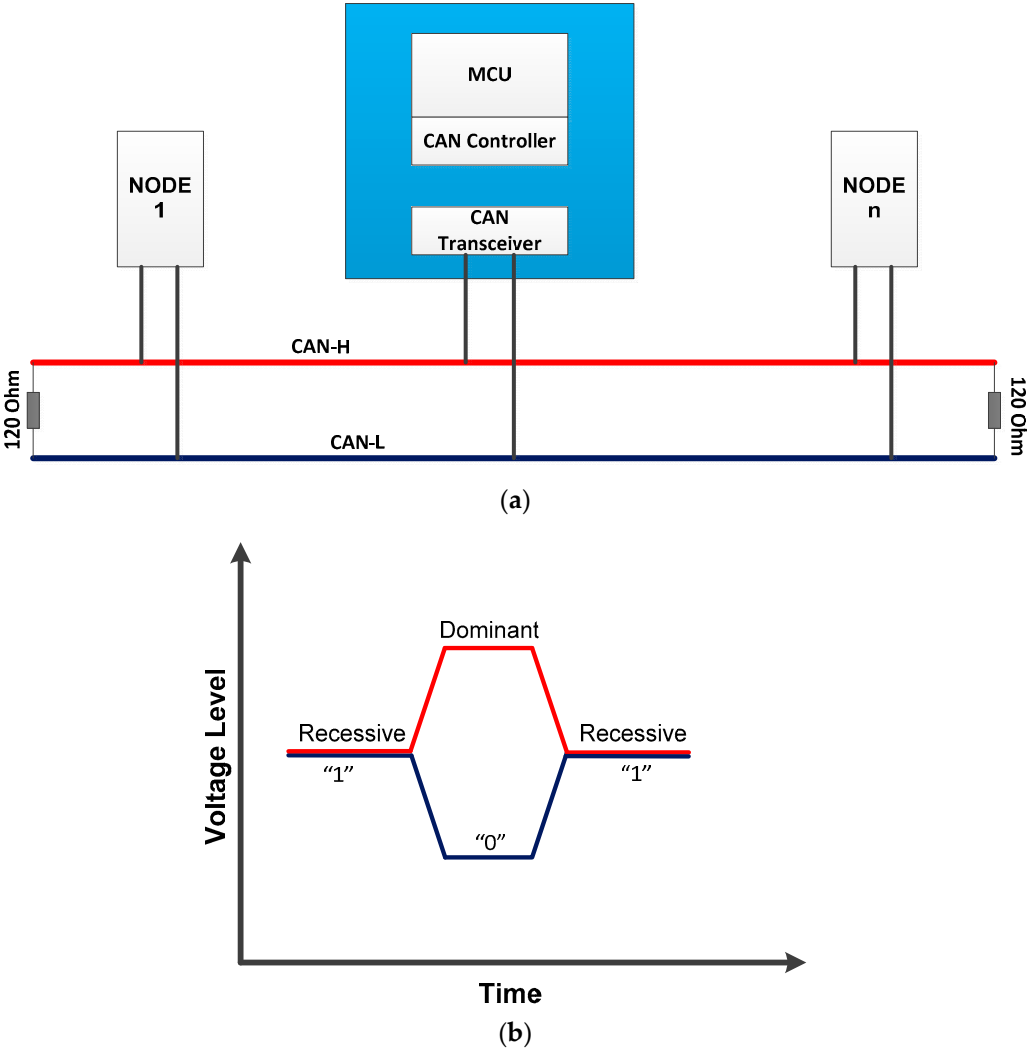 MCU
CAN Controller
NODE
1
CAN
Transceiver
NODE
n
CAN-H
120 Ohm
120 Ohm
CAN-L
(a)
Dominant
Recessive
Recessive
“1”
“1”
“0”
Voltage Level
Time
(b)